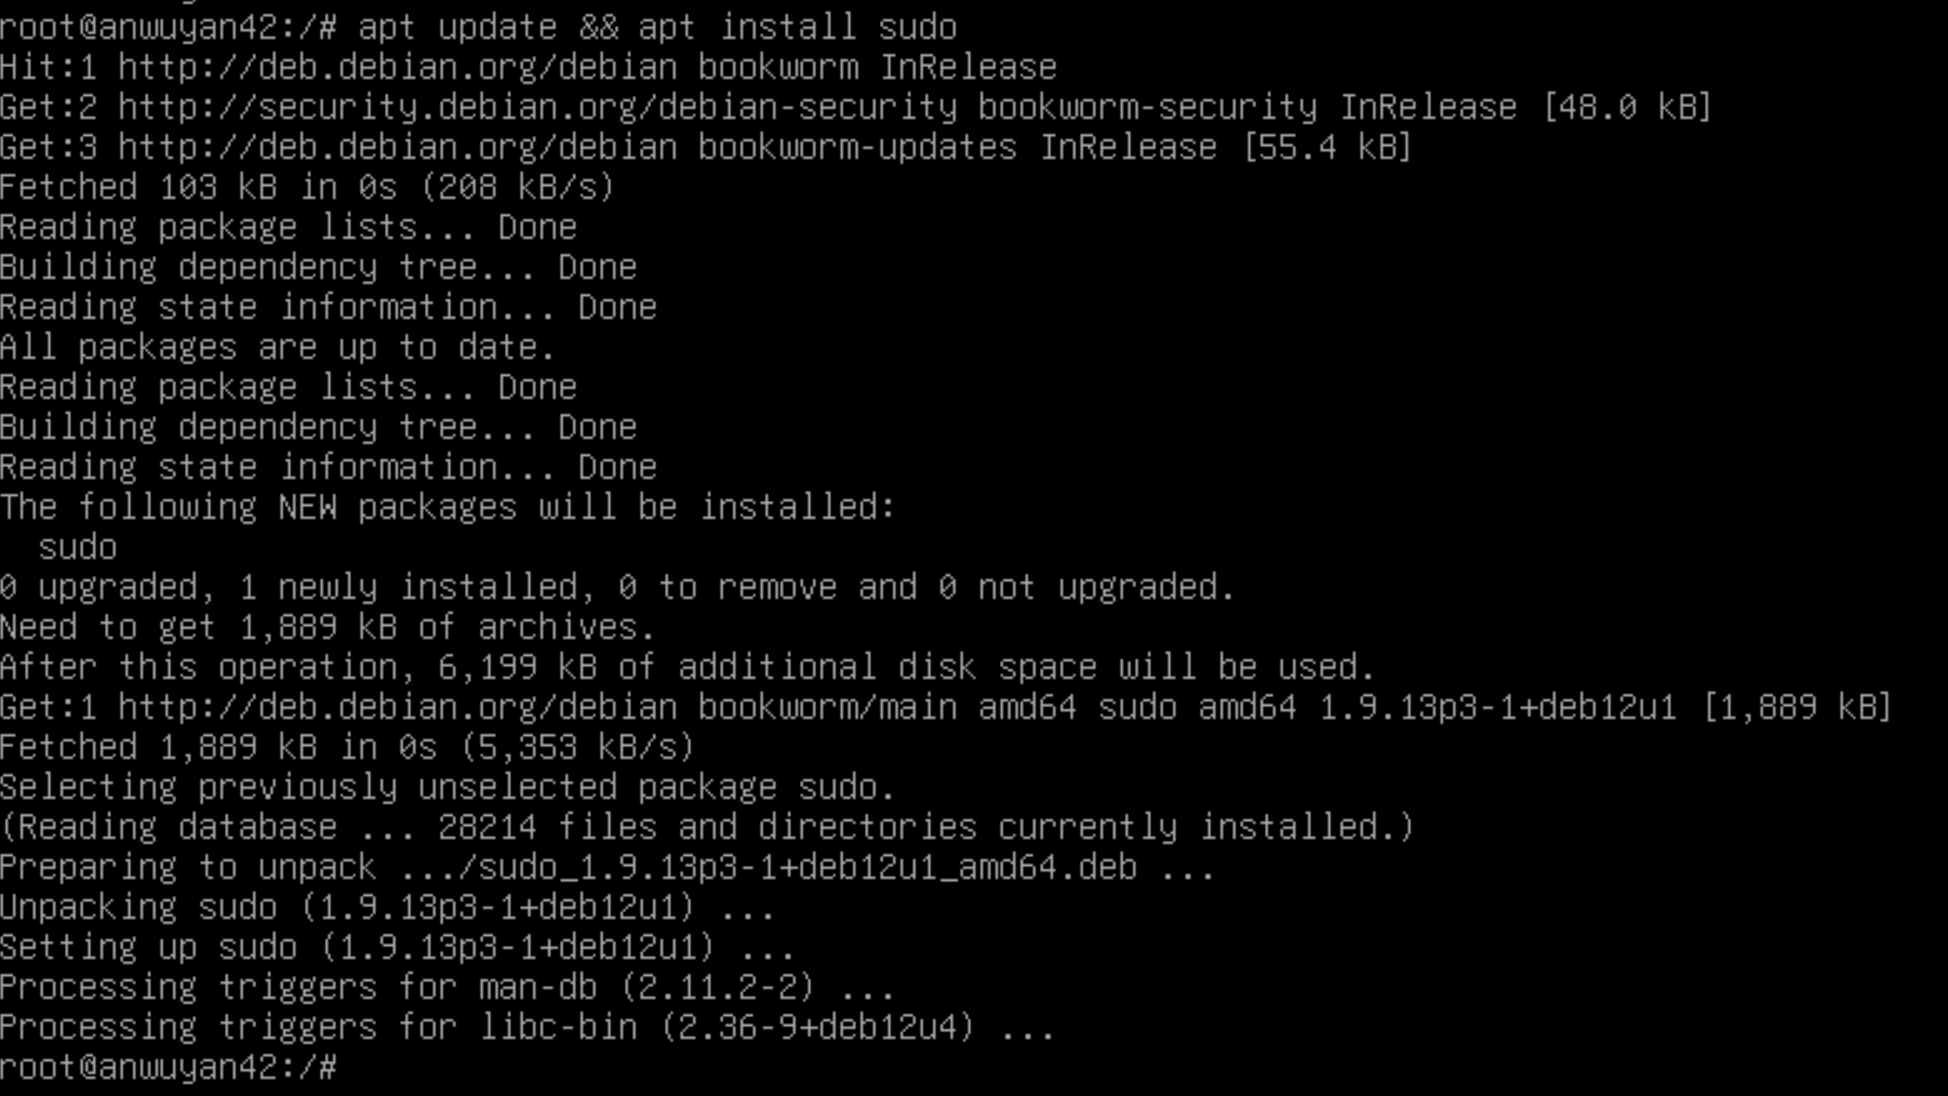 root@anwuyan42:/# apt update && apt install sudo
Hit:1 http://deb.debian.org/debian bookworm InRelease
Get:2 http://security.debian.org/debian-security bookworm-security InRelease [48.0 kB]
Get:3 http://deb.debian.org/debian bookworm-updates InRelease [55.4 kB]
Fetched 103 kB in 0s (208 kB/s)
Reading package lists... Done
Building dependency tree... Done
Reading state information... Done
All packages are up to date.
Reading package lists... Done
Building dependency tree... Done
Reading state information... Done
The following NEW packages will be installed:
  sudo
0 upgraded, 1 newly installed, 0 to remove and 0 not upgraded.
Need to get 1,889 kB of archives.
After this operation, 6,199 kB of additional disk space will be used.
Get:1 http://deb.debian.org/debian bookworm/main amd64 sudo amd64 1.9.13p3-1+deb12u1 [1,889 kB]
Fetched 1,889 kB in 0s (5,353 kB/s)
Selecting previously unselected package sudo.
(Reading database ... 28214 files and directories currently installed.)
Preparing to unpack .../sudo_1.9.13p3-1+deb12u1_amd64.deb ...
Unpacking sudo (1.9.13p3-1+deb12u1) ...
Setting up sudo (1.9.13p3-1+deb12u1) ...
Processing triggers for man-db (2.11.2-2) ...
Processing triggers for libc-bin (2.36-9+deb12u4) ...
root@anwuyan42:/#